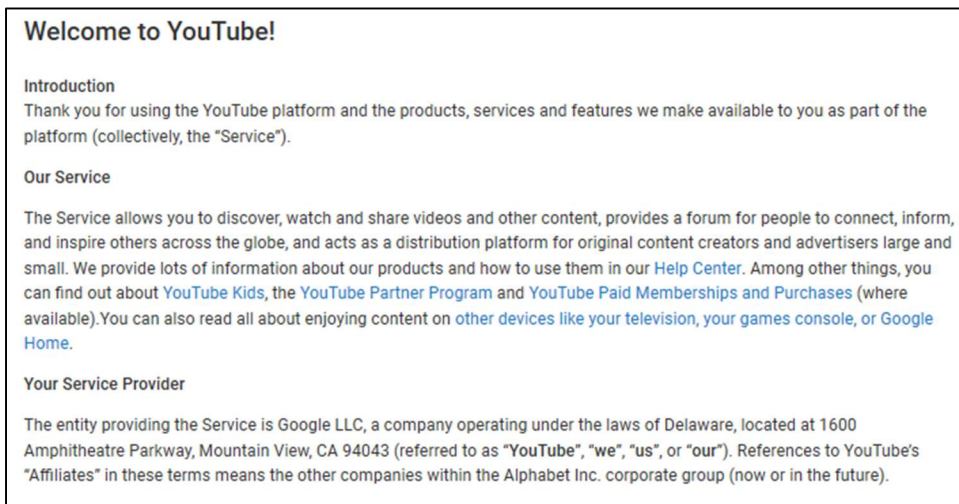 Welcome to YouTube!
Introduction
Thank you for using the YouTube platform and the products, services and features we make available to you as part of the
platform (collectively, the “Service”).
Our Service
The Service allows you to discover, watch and share videos and other content, provides a forum for people to connect, inform,
and inspire others across the globe, and acts as a distribution platform for original content creators and advertisers large and
small. We provide lots of information about our products and how to use them in our Help Center. Among other things, you
can find out about YouTube Kids, the YouTube Partner Program and YouTube Paid Memberships and Purchases (where
available).You can also read all about enjoying content on other devices like your television, your games console, or Google
Home.
Your Service Provider
The entity providing the Service is Google LLC, a company operating under the laws of Delaware, located at 1600
Amphitheatre Parkway, Mountain View, CA 94043 (referred to as “YouTube”, “we”, “us”, or “our”). References to YouTube’s
“Affiliates” in these terms means the other companies within the Alphabet Inc. corporate group (now or in the future).